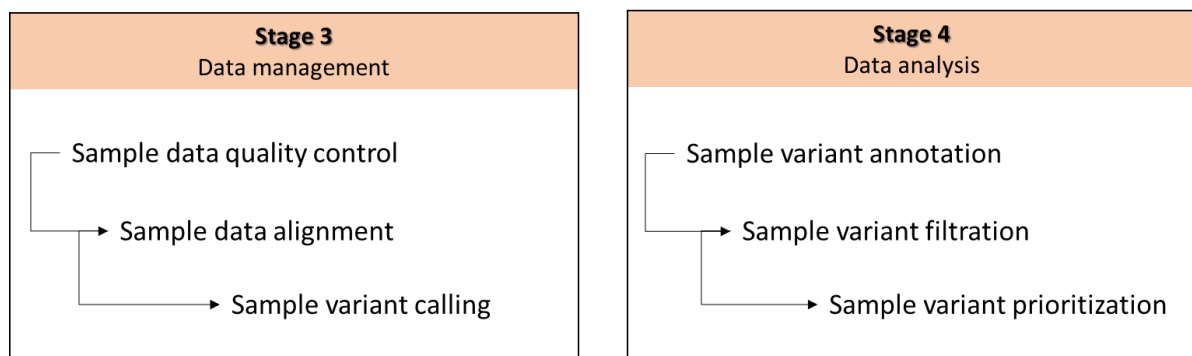 Stage 3
Data management
Sample data quality control
Sample data alignment
Sample variant calling
Stage 4
Data analysis
Sample variant annotation
Sample variant filtration
Sample variant prioritization